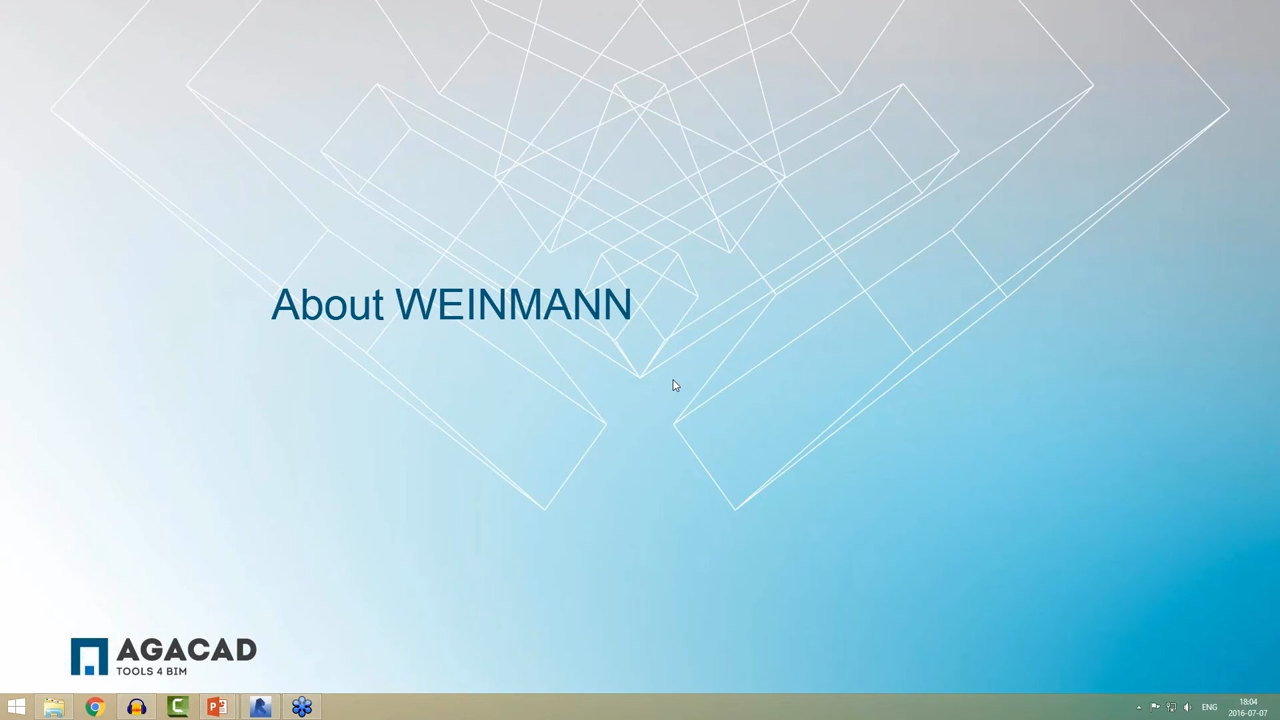 About WEINMANN
AGACAD
TOOLS 4 BIM
ENG
18:04
2016-07-07